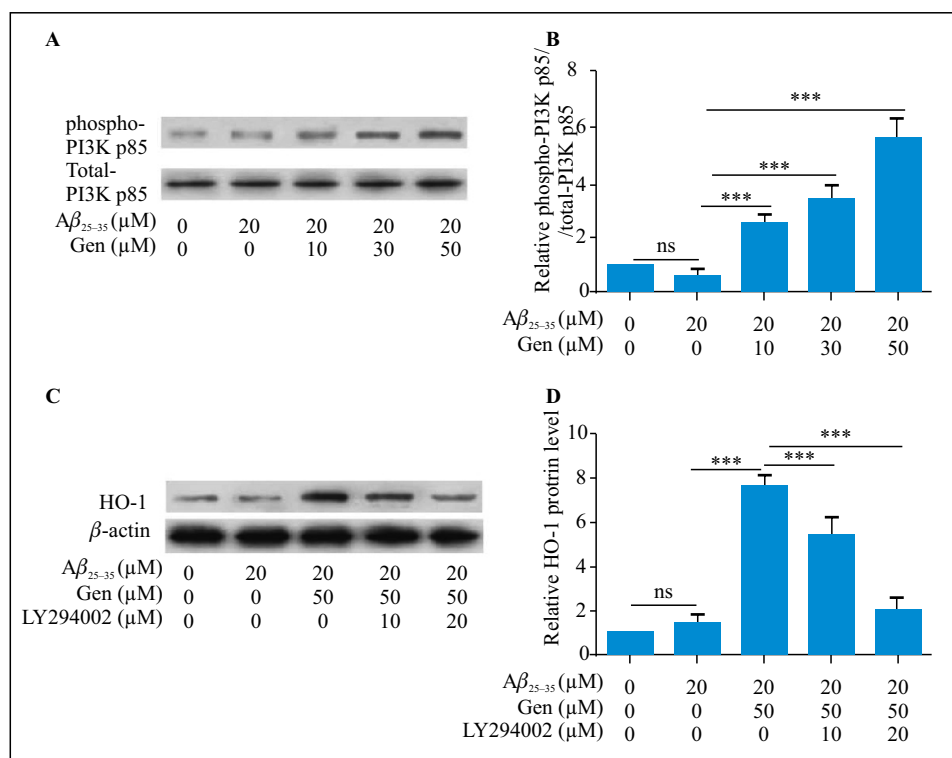 A
phospho-
PI3K p85
Total-
PI3K p85
Aβ25–35 (µM) 0 20 20 20 20
Gen (µM) 0 0 10 30 50
B
Relative phospho-PI3K p85/
/total-PI3K p85
8
6
4
2
0
ns
***
***
***
Aβ25–35 (µM) 0 20 20 20 20
Gen (µM) 0 0 10 30 50
C
HO-1
β-actin
Aβ25–35 (µM) 0 20 20 20 20
Gen (µM) 0 0 50 50 50
LY294002 (µM) 0 0 0 10 20
D
Relative HO-1 protrin level
10
8
6
4
2
0
ns
***
***
***
Aβ25–35 (µM) 0 20 20 20 20
Gen (µM) 0 0 50 50 50
LY294002 (µM) 0 0 0 10 20